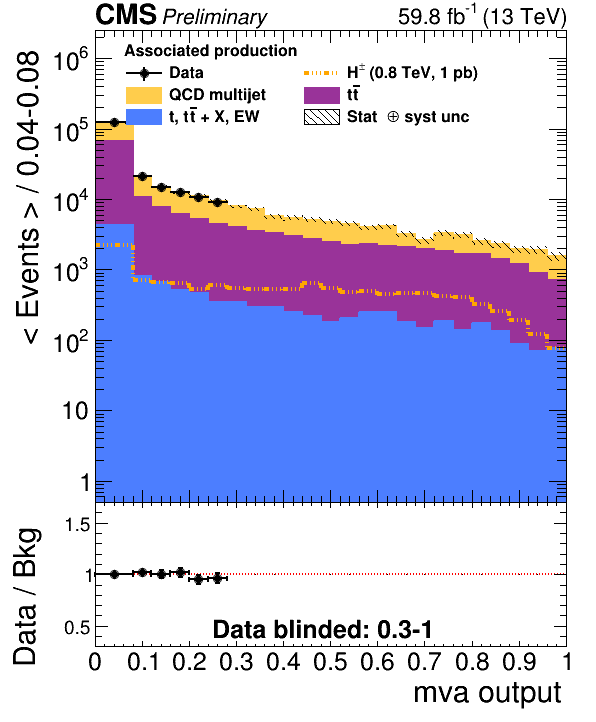 CMS Preliminary 59.8 fb⁻¹ (13 TeV)
Associated production
Data
H± (0.8 TeV, 1 pb)
QCD multijet
tt̄
t, tt̄ + X, EW
Stat ⊕ syst unc
< Events > / 0.04-0.08
10⁶
10⁵
10⁴
10³
10²
10
1
Data / Bkg
1.5
1
0.5
Data blinded: 0.3-1
0 0.1 0.2 0.3 0.4 0.5 0.6 0.7 0.8 0.9 1
mva output